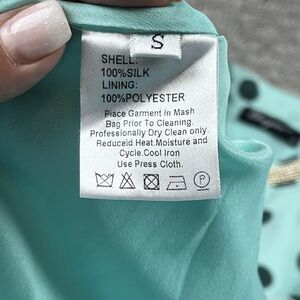 S
SHELL:
100%SILK
LINING:
100%POLYESTER
Place Garment in Mash
Bag Prior To Cleaning.
Professionally Dry Clean only.
Reduceid Heat.Moisture and
Cycle.Cool Iron
Use Press Cloth.
P